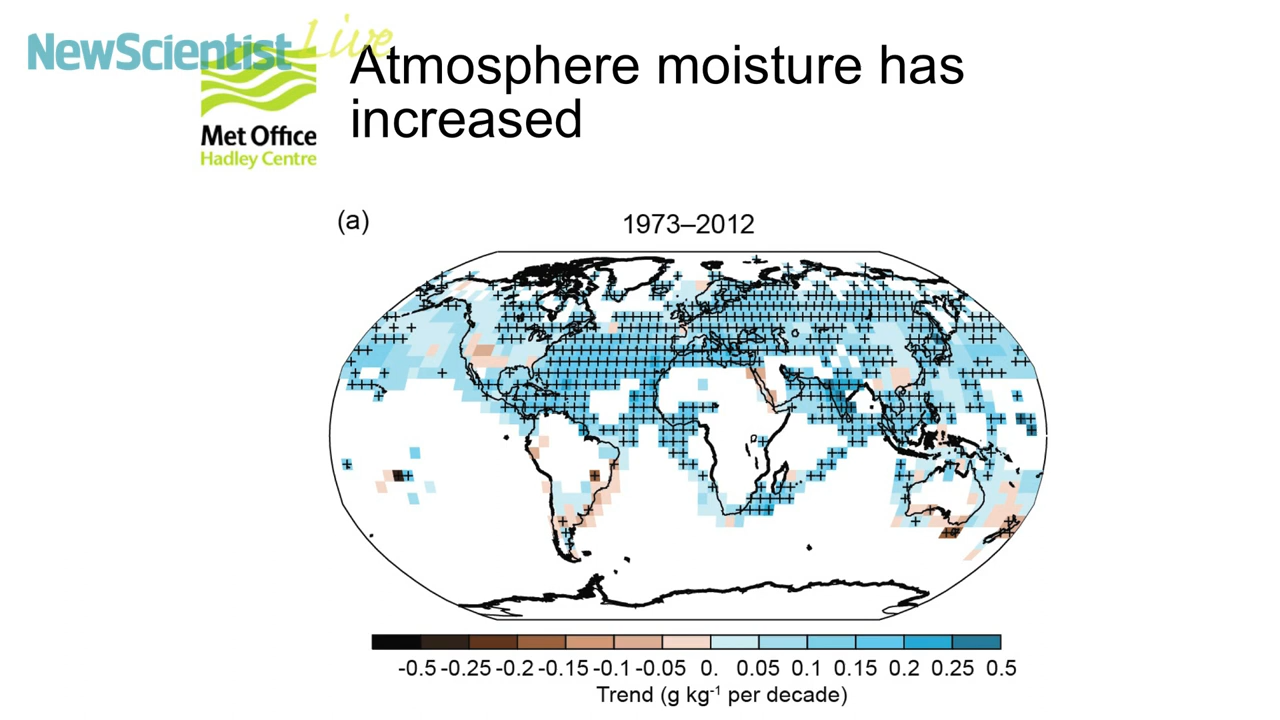 NewScientist Live
Met Office
Hadley Centre
Atmosphere moisture has
increased
(a)
1973–2012
-0.5 -0.25 -0.2 -0.15 -0.1 -0.05 0. 0.05 0.1 0.15 0.2 0.25 0.5
Trend (g kg⁻¹ per decade)